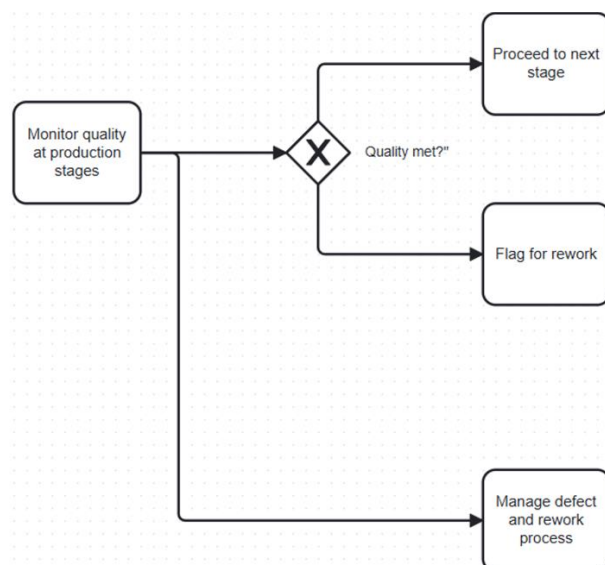 Proceed to next
stage
Monitor quality
at production
stages
X
Quality met?"
Flag for rework
Manage defect
and rework
process